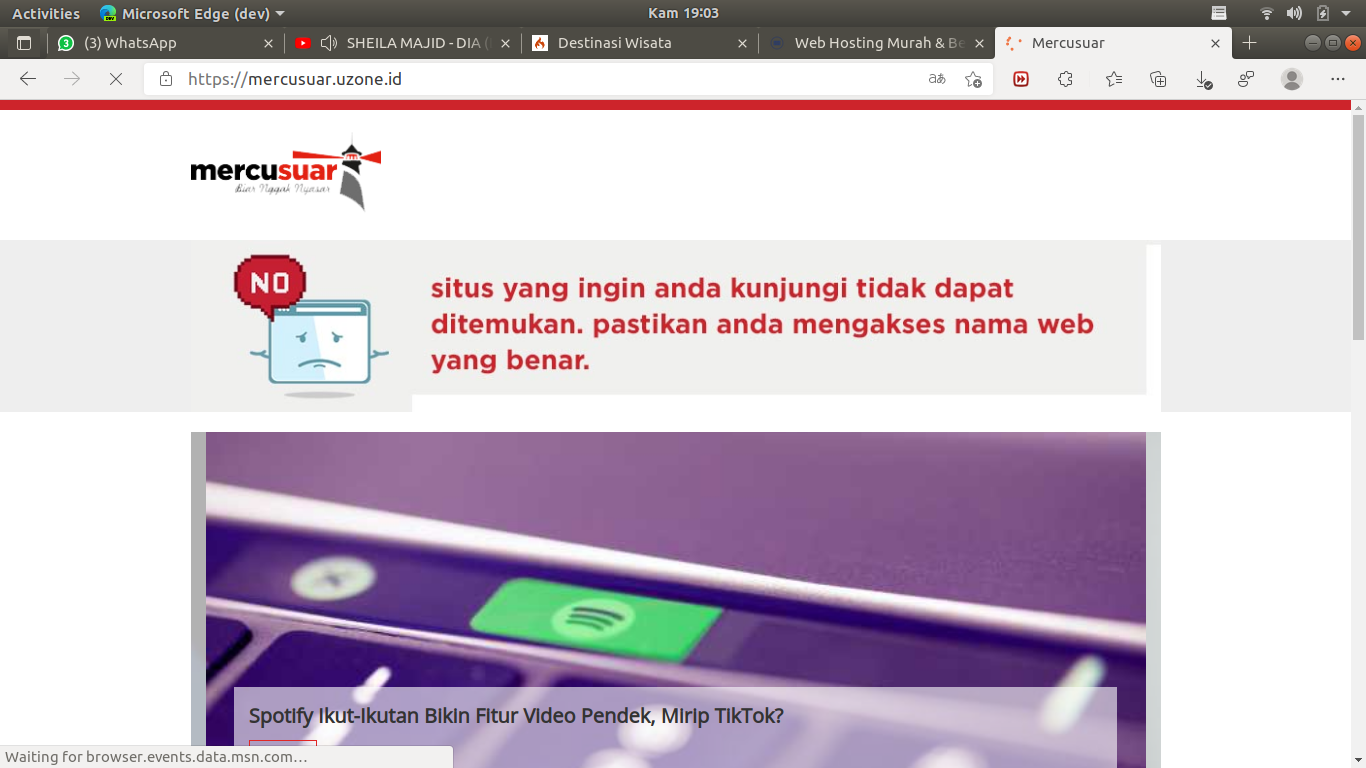 Activities Microsoft Edge (dev) Kam 19:03
3 (3) WhatsApp SHEILA MAJID - DIA ( Destinasi Wisata Web Hosting Murah & Be Mercusuar
https://mercusuar.uzone.id
mercusuar
Biar Nggak Nyasar
NO
situs yang ingin anda kunjungi tidak dapat
ditemukan. pastikan anda mengakses nama web
yang benar.
Spotify Ikut-Ikutan Bikin Fitur Video Pendek, Mirip TikTok?
Waiting for browser.events.data.msn.com…